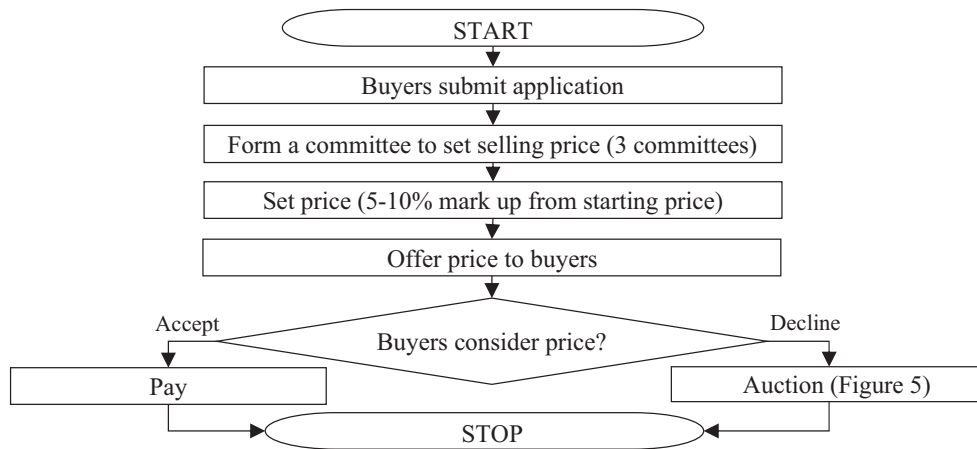 START
Buyers submit application
Form a committee to set selling price (3 committees)
Set price (5-10% mark up from starting price)
Offer price to buyers
Accept
Decline
Buyers consider price?
Pay
Auction (Figure 5)
STOP